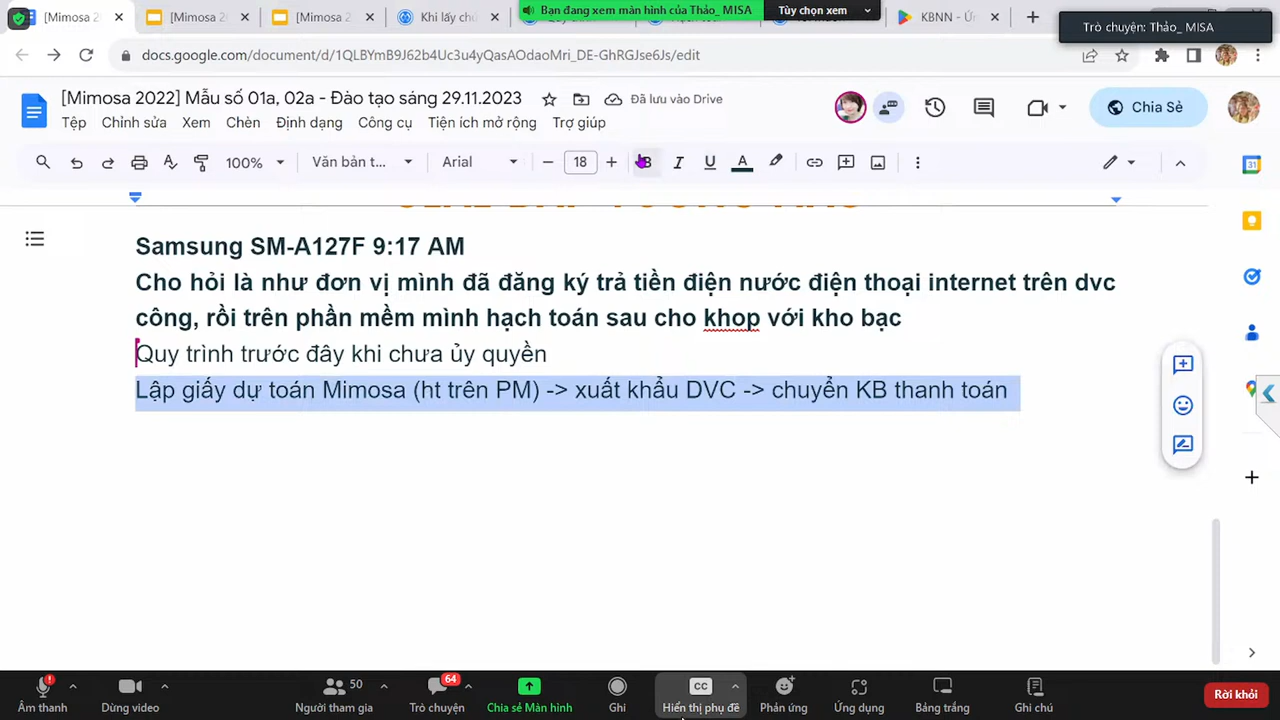 [Mimosa 2
[Mimosa 2
[Mimosa 2
Khi lấy ch
Bạn đang xem màn hình của Thảo_ MISA
Tùy chọn xem
KBNN - Ứ
Trò chuyện: Thảo_ MISA
docs.google.com/document/d/1QLBYmB9J62b4Uc3u4yQasAOdaoMri_DE-GhRGJse6Js/edit
[Mimosa 2022] Mẫu số 01a, 02a - Đào tạo sáng 29.11.2023
Đã lưu vào Drive
Tệp Chỉnh sửa Xem Chèn Định dạng Công cụ Tiện ích mở rộng Trợ giúp
Chia Sẻ
100% Văn bản t... Arial 18 B I U A
Samsung SM-A127F 9:17 AM
Cho hỏi là như đơn vị mình đã đăng ký trả tiền điện nước điện thoại internet trên dvc
công, rồi trên phần mềm mình hạch toán sau cho khop với kho bạc
Quy trình trước đây khi chưa ủy quyền
Lập giấy dự toán Mimosa (ht trên PM) -> xuất khẩu DVC -> chuyển KB thanh toán
50
64
CC
Âm thanh Dừng video Người tham gia Trò chuyện Chia sẻ Màn hình Ghi Hiển thị phụ đề Phản ứng Ứng dụng Bảng trắng Ghi chú Rời khỏi